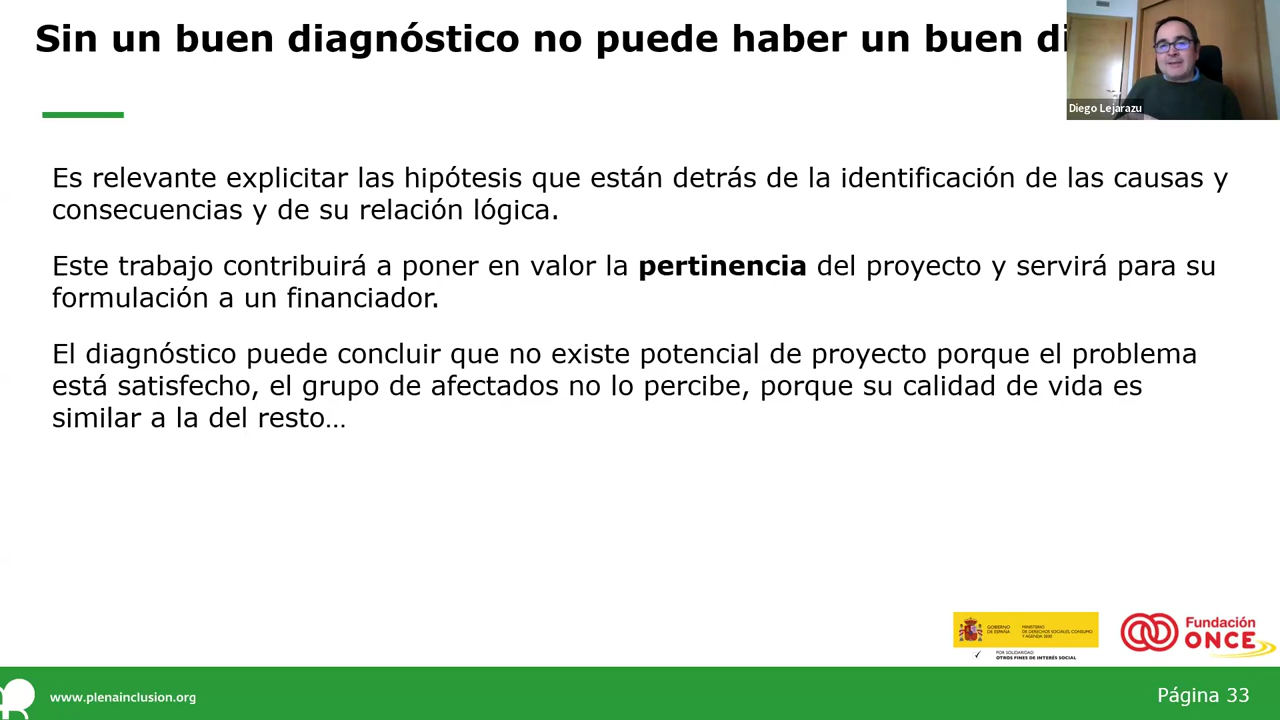 Sin un buen diagnóstico no puede haber un buen
Diego Lejarazu
Es relevante explicitar las hipótesis que están detrás de la identificación de las causas y
consecuencias y de su relación lógica.
Este trabajo contribuirá a poner en valor la pertinencia del proyecto y servirá para su
formulación a un financiador.
El diagnóstico puede concluir que no existe potencial de proyecto porque el problema
está satisfecho, el grupo de afectados no lo percibe, porque su calidad de vida es
similar a la del resto…
GOBIERNO
DE ESPAÑA
MINISTERIO
DE DERECHOS SOCIALES, CONSUMO
Y AGENDA 2030
POR SOLIDARIDAD
OTROS FINES DE INTERÉS SOCIAL
Fundación
ONCE
www.plenainclusion.org
Página 33